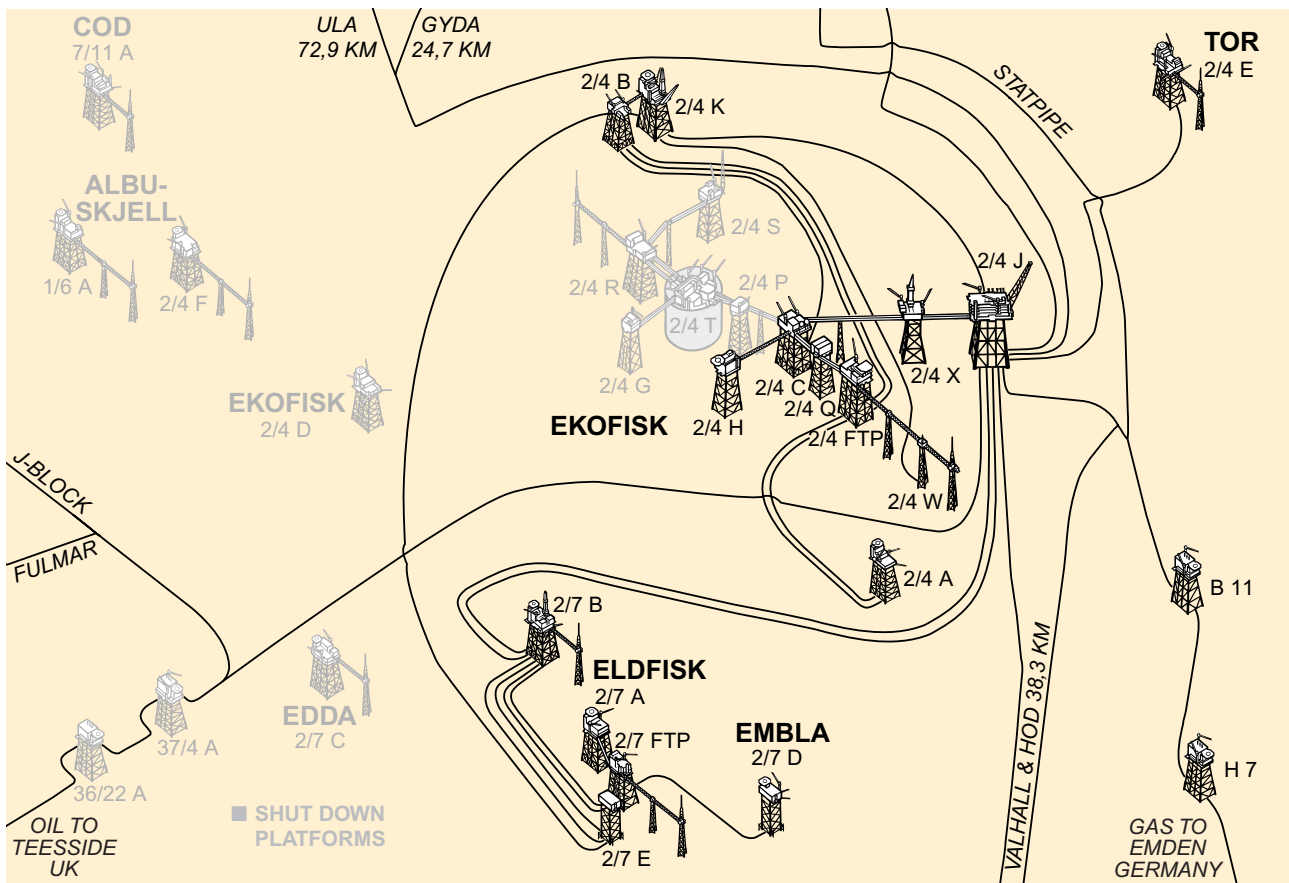 COD
7/11 A
ULA
72,9 KM
GYDA
24,7 KM
2/4 B
2/4 K
STATPIPE
TOR
2/4 E
ALBU-
SKJELL
1/6 A
2/4 F
2/4 S
2/4 R
2/4 P
2/4 T
2/4 G
2/4 J
2/4 X
2/4 C
2/4 Q
2/4 H
2/4 FTP
EKOFISK
2/4 D
EKOFISK
2/4 W
J-BLOCK
FULMAR
2/4 A
B 11
2/7 B
ELDFISK
2/7 A
2/7 FTP
EMBLA
2/7 D
EDDA
2/7 C
37/4 A
36/22 A
2/7 E
VALHALL & HOD 38,3 KM
H 7
SHUT DOWN
PLATFORMS
OIL TO
TEESSIDE
UK
GAS TO
EMDEN
GERMANY